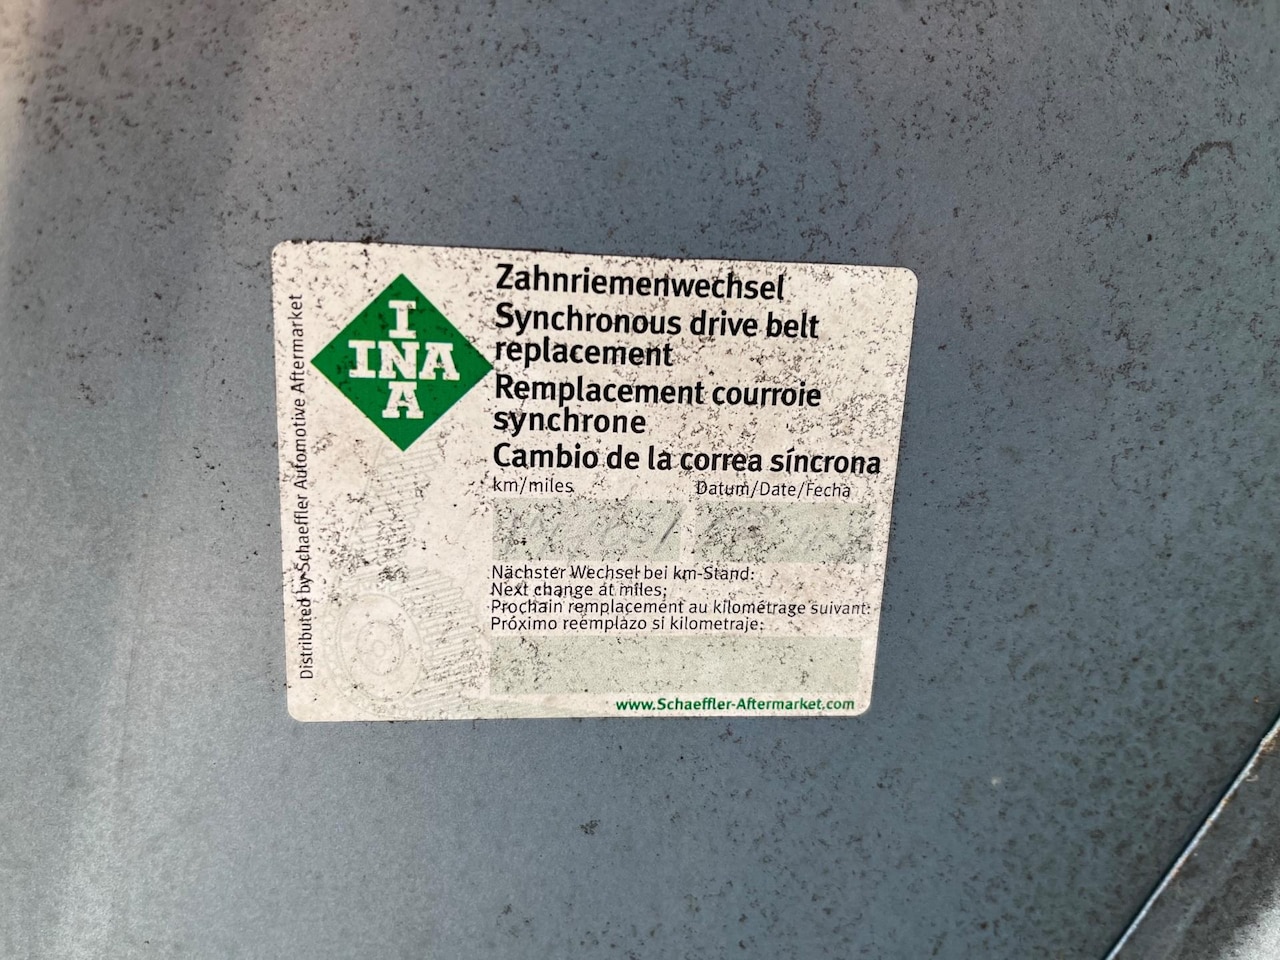 INA
INA
Zahnriemenwechsel
Synchronous drive belt
replacement
Remplacement courroie
synchrone
Cambio de la correa síncrona
km/miles
Datum/Date/Fecha
Nächster Wechsel bei km-Stand:
Next change at miles:
Prochain remplacement au kilométrage suivant:
Próximo reemplazo si kilometraje:
www.Schaeffler-Aftermarket.com
Distributed by Schaeffler Automotive Aftermarket